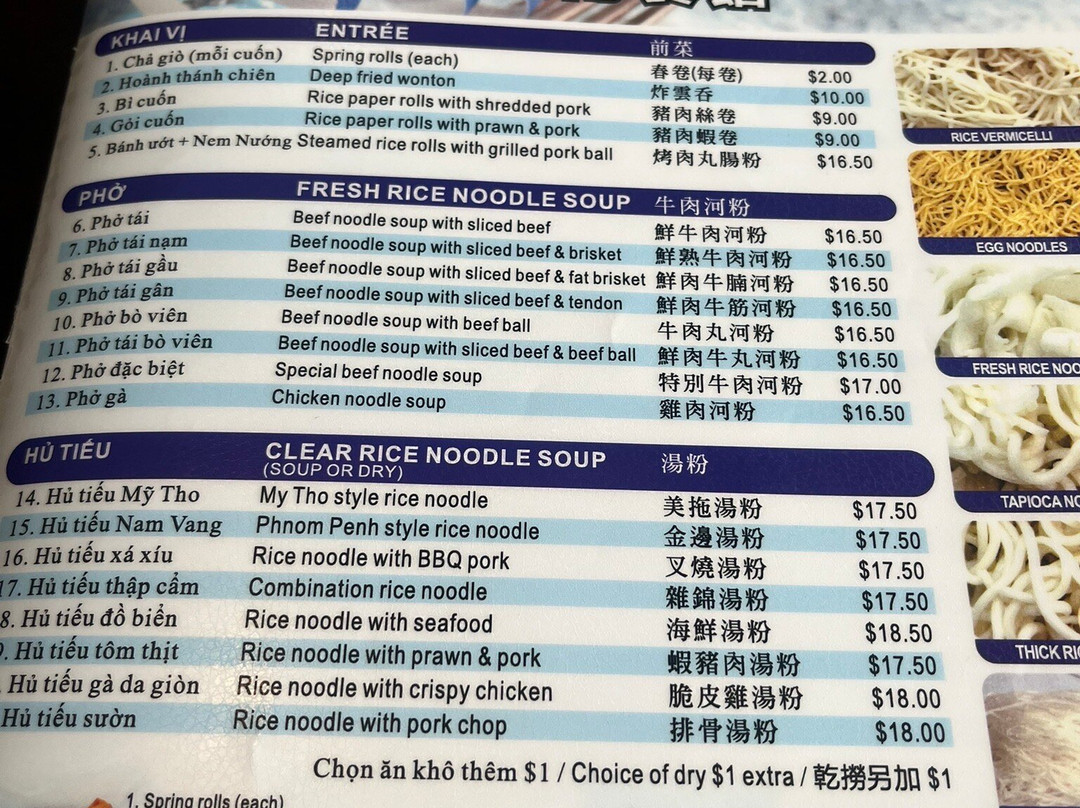 KHAI VỊ ENTRÉE 前菜
1. Chả giò (mỗi cuốn) Spring rolls (each) 春卷(每卷) $2.00
2. Hoành thánh chiên Deep fried wonton 炸雲吞 $10.00
3. Bì cuốn Rice paper rolls with shredded pork 豬肉絲卷 $9.00
4. Gỏi cuốn Rice paper rolls with prawn & pork 豬肉蝦卷 $9.00
5. Bánh ướt + Nem Nướng Steamed rice rolls with grilled pork ball 烤肉丸腸粉 $16.50
PHỞ FRESH RICE NOODLE SOUP 牛肉河粉
6. Phở tái Beef noodle soup with sliced beef 鮮牛肉河粉 $16.50
7. Phở tái nạm Beef noodle soup with sliced beef & brisket 鮮熟牛肉河粉 $16.50
8. Phở tái gầu Beef noodle soup with sliced beef & fat brisket 鮮肉牛腩河粉 $16.50
9. Phở tái gân Beef noodle soup with sliced beef & tendon 鮮肉牛筋河粉 $16.50
10. Phở bò viên Beef noodle soup with beef ball 牛肉丸河粉 $16.50
11. Phở tái bò viên Beef noodle soup with sliced beef & beef ball 鮮肉牛丸河粉 $16.50
12. Phở đặc biệt Special beef noodle soup 特別牛肉河粉 $17.00
13. Phở gà Chicken noodle soup 雞肉河粉 $16.50
HỦ TIẾU CLEAR RICE NOODLE SOUP 湯粉
(SOUP OR DRY)
14. Hủ tiếu Mỹ Tho My Tho style rice noodle 美拖湯粉 $17.50
15. Hủ tiếu Nam Vang Phnom Penh style rice noodle 金邊湯粉 $17.50
16. Hủ tiếu xá xíu Rice noodle with BBQ pork 叉燒湯粉 $17.50
17. Hủ tiếu thập cẩm Combination rice noodle 雜錦湯粉 $17.50
8. Hủ tiếu đồ biển Rice noodle with seafood 海鮮湯粉 $18.50
. Hủ tiếu tôm thịt Rice noodle with prawn & pork 蝦豬肉湯粉 $17.50
Hủ tiếu gà da giòn Rice noodle with crispy chicken 脆皮雞湯粉 $18.00
Hủ tiếu sườn Rice noodle with pork chop 排骨湯粉 $18.00
Chọn ăn khô thêm $1 / Choice of dry $1 extra / 乾撈另加 $1
1. Spring rolls (each)
RICE VERMICELLI
EGG NOODLES
FRESH RICE NOO
TAPIOCA NO
THICK RI